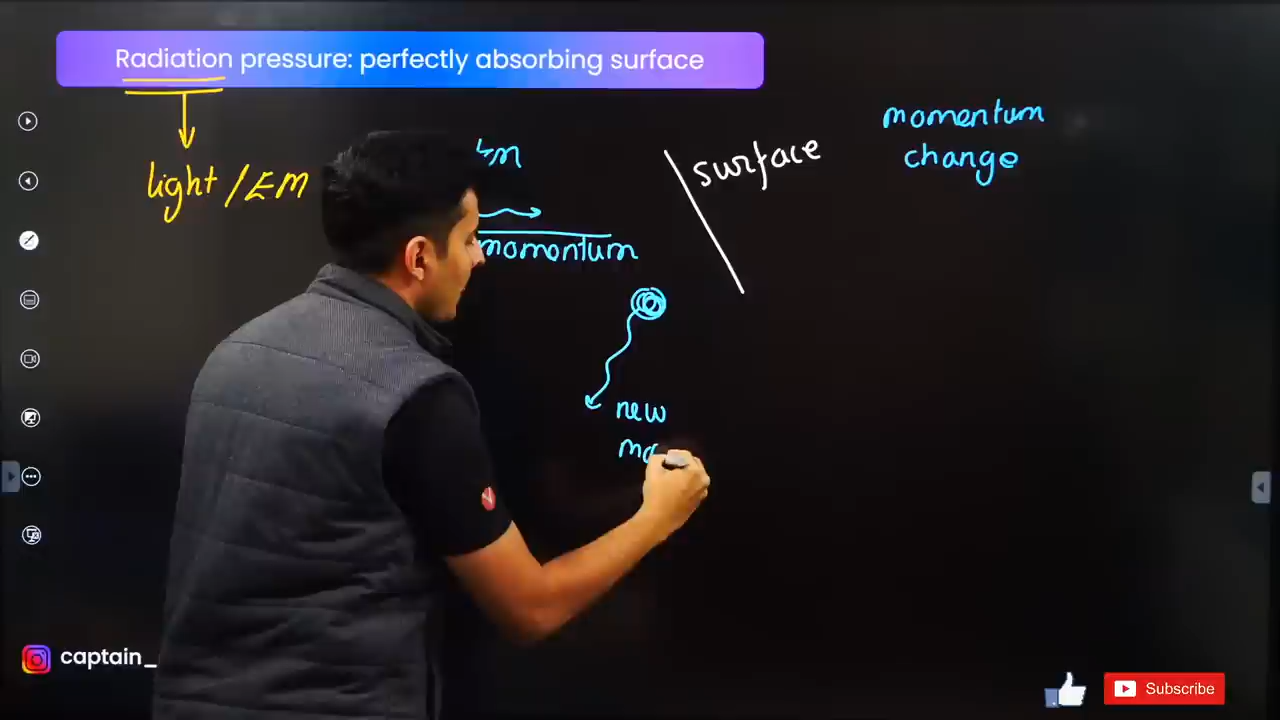 Radiation pressure: perfectly absorbing surface
momentum
change
surface
light / EM
momentum
new
captain_
Subscribe